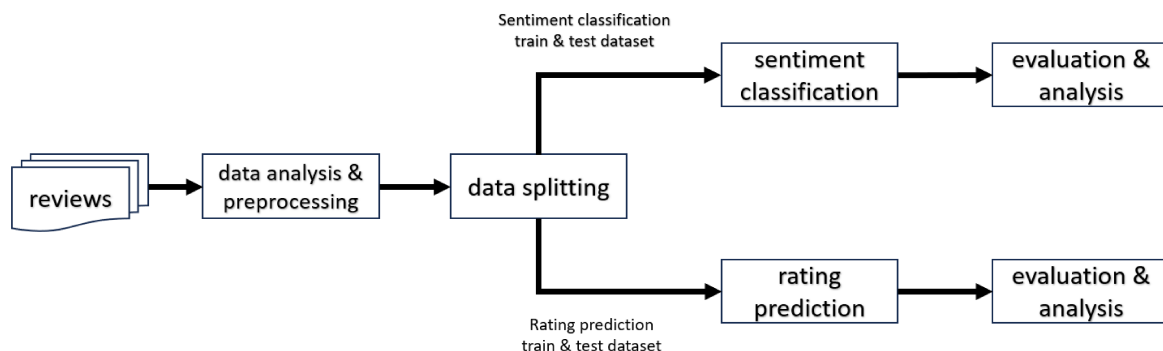 Sentiment classification
train & test dataset
sentiment
classification
evaluation &
analysis
reviews
data analysis &
preprocessing
data splitting
rating
prediction
evaluation &
analysis
Rating prediction
train & test dataset